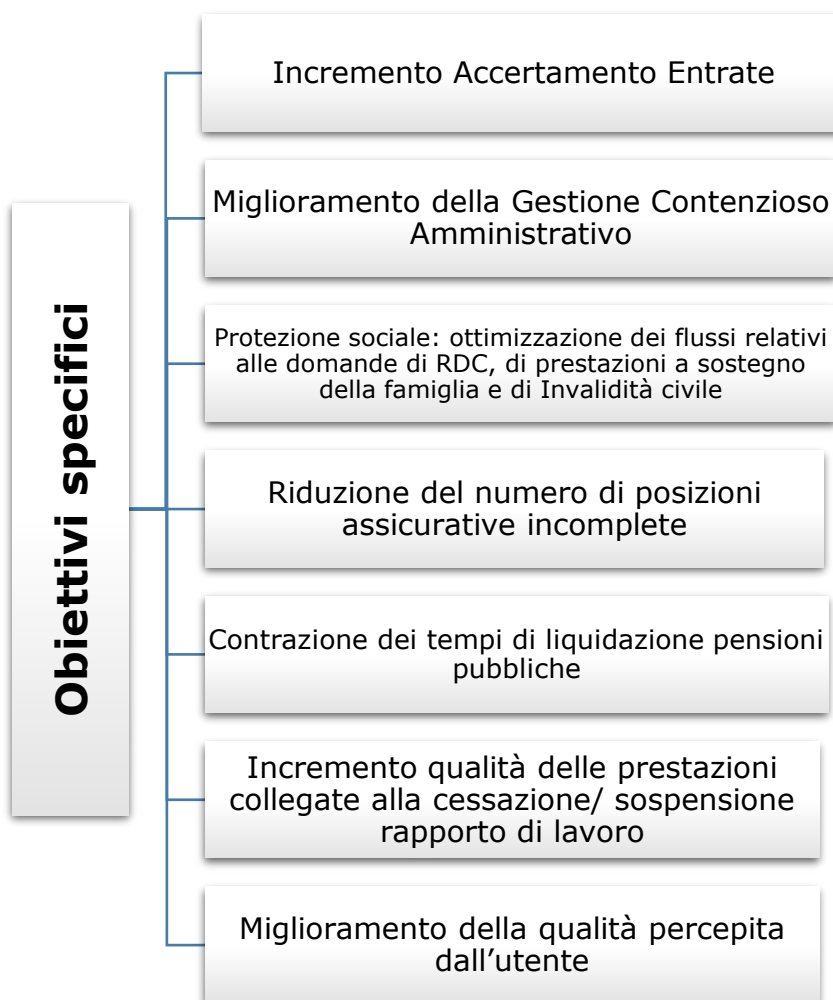 Obiettivi specifici
Incremento Accertamento Entrate
Miglioramento della Gestione Contenzioso
Amministrativo
Protezione sociale: ottimizzazione dei flussi relativi
alle domande di RDC, di prestazioni a sostegno
della famiglia e di Invalidità civile
Riduzione del numero di posizioni
assicurative incomplete
Contrazione dei tempi di liquidazione pensioni
pubbliche
Incremento qualità delle prestazioni
collegate alla cessazione/ sospensione
rapporto di lavoro
Miglioramento della qualità percepita
dall’utente